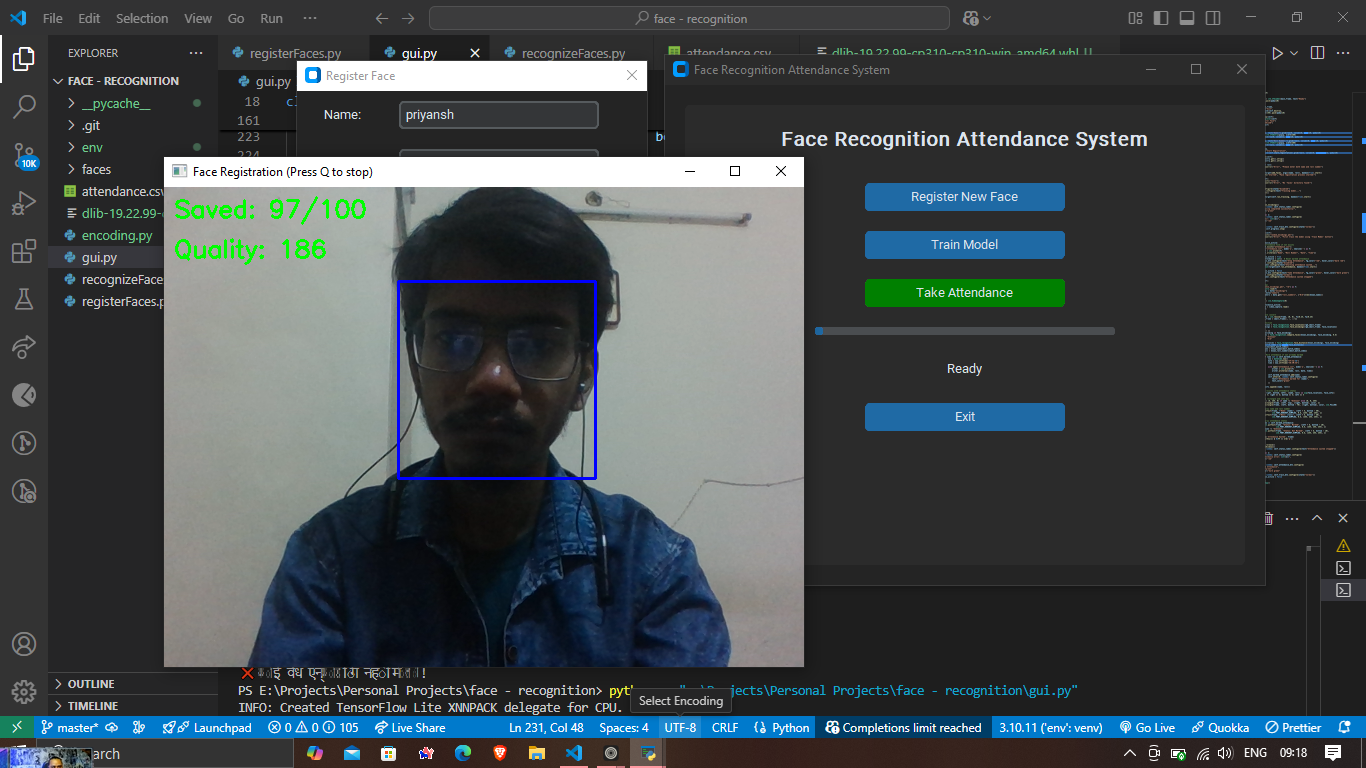 File Edit Selection View Go Run ···
face - recognition
EXPLORER ···
registerFaces.py
gui.py
recognizeFaces.py
attendance.csv
dlib-19.22.99-cp310-cp310-win_amd64.whl U
FACE - RECOGNITION
__pycache__
.git
env
faces
attendance.csv
dlib-19.22.99-
encoding.py
gui.py
recognizeFace
registerFaces.p
10K
gui.py
18
161
223
224
Register Face
Name:
priyansh
Face Registration (Press Q to stop)
Saved: 97/100
Quality: 186
Face Recognition Attendance System
Face Recognition Attendance System
Register New Face
Train Model
Take Attendance
Ready
Exit
PS E:\Projects\Personal Projects\face - recognition>
Projects\Personal Projects\face - recognition\gui.py"
INFO: Created TensorFlow Lite XNNPACK delegate for CPU.
Select Encoding
OUTLINE
TIMELINE
master* Launchpad 0 0 105 Live Share Ln 231, Col 48 Spaces: 4 UTF-8 CRLF Python Completions limit reached 3.10.11 ('env': venv) Go Live Quokka Prettier
earch
ENG 09:18